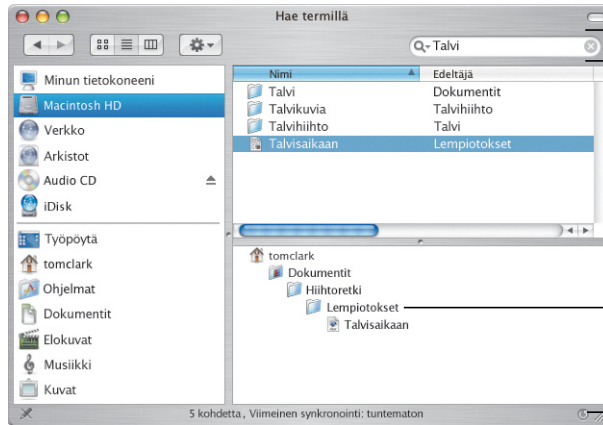 Hae termillä
Talvi
Minun tietokoneeni
Macintosh HD
Verkko
Arkistot
Audio CD
iDisk
Työpöytä
tomclark
Ohjelmat
Dokumentit
Elokuvat
Musiikki
Kuvat
Nimi Edeltäjä
Talvi Dokumentit
Talvikuvia Talvihiihto
Talvihiihto Talvi
Talvisaikaan Lempiotokset
tomclark
Dokumentit
Hiihtoretki
Lempiotokset
Talvisaikaan
5 kohdetta, Viimeinen synkronointi: tuntematon